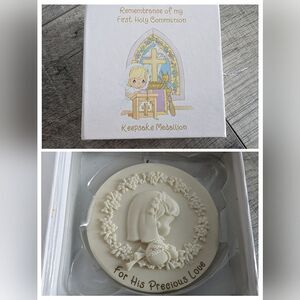 Remembrance of my
First Holy Communion
Keepsake Medallion
For His Precious Love